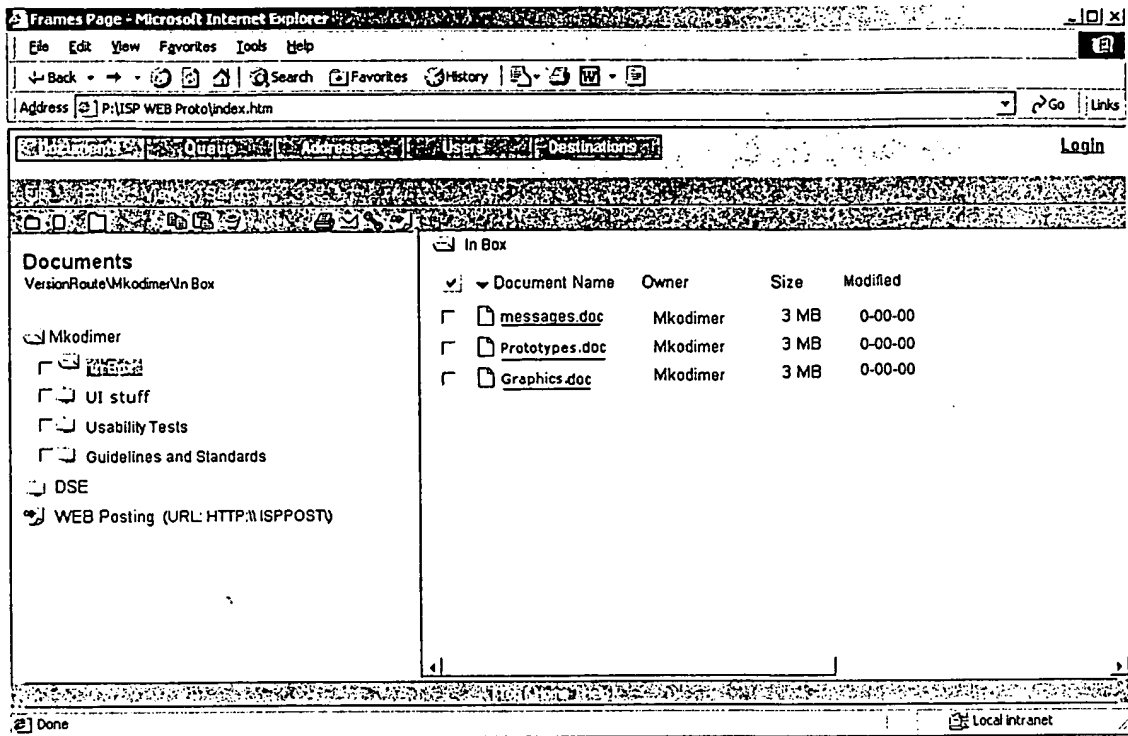 Frames Page - Microsoft Internet Explorer
File Edit View Favorites Tools Help
Back Search Favorites History
Address P:\ISP WEB Proto\index.htm Go Links
Documents Queue Addresses Users Destinations Login
Documents
VersionRoute\Mkodimer\In Box
Mkodimer
In Box
UI stuff
Usability Tests
Guidelines and Standards
DSE
WEB Posting (URL: HTTP:\\ISPPOST\)
In Box
Document Name Owner Size Modified
messages.doc Mkodimer 3 MB 0-00-00
Prototypes.doc Mkodimer 3 MB 0-00-00
Graphics.doc Mkodimer 3 MB 0-00-00
Done Local intranet